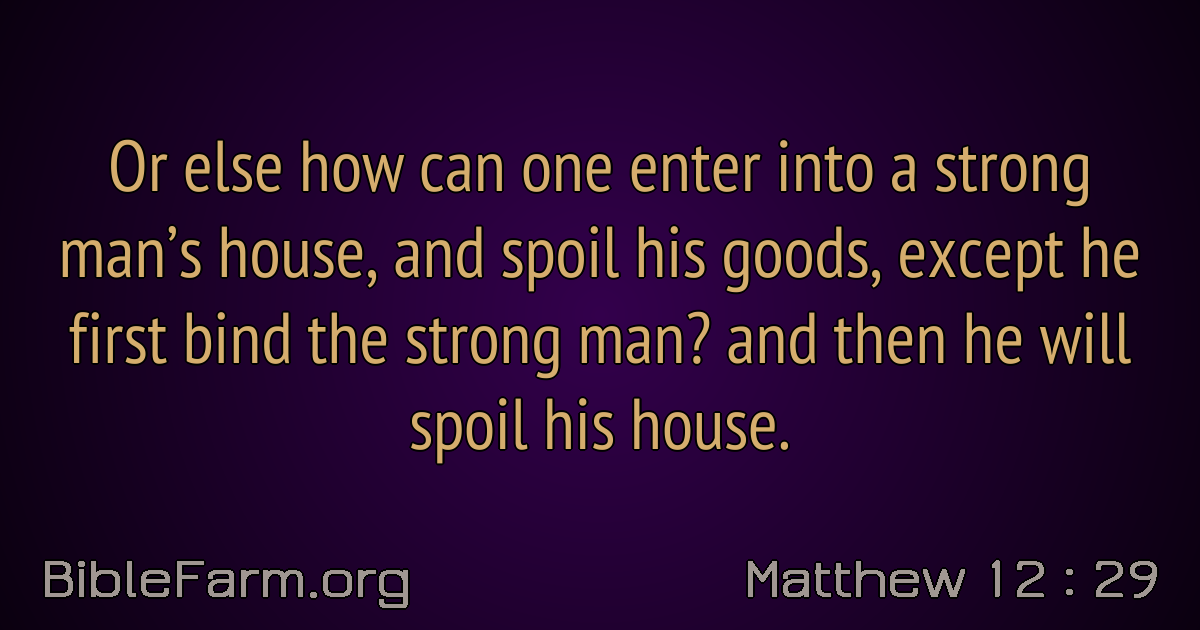 Or else how can one enter into a strong
man’s house, and spoil his goods, except he
first bind the strong man? and then he will
spoil his house.
BibleFarm.org
Matthew 12 : 29